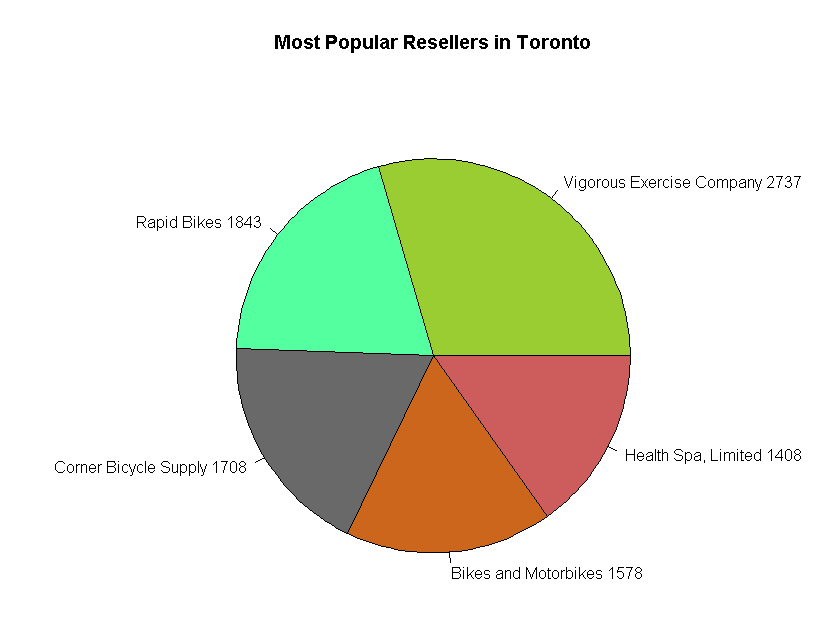 Most Popular Resellers in Toronto
Vigorous Exercise Company 2737
Rapid Bikes 1843
Corner Bicycle Supply 1708
Health Spa, Limited 1408
Bikes and Motorbikes 1578